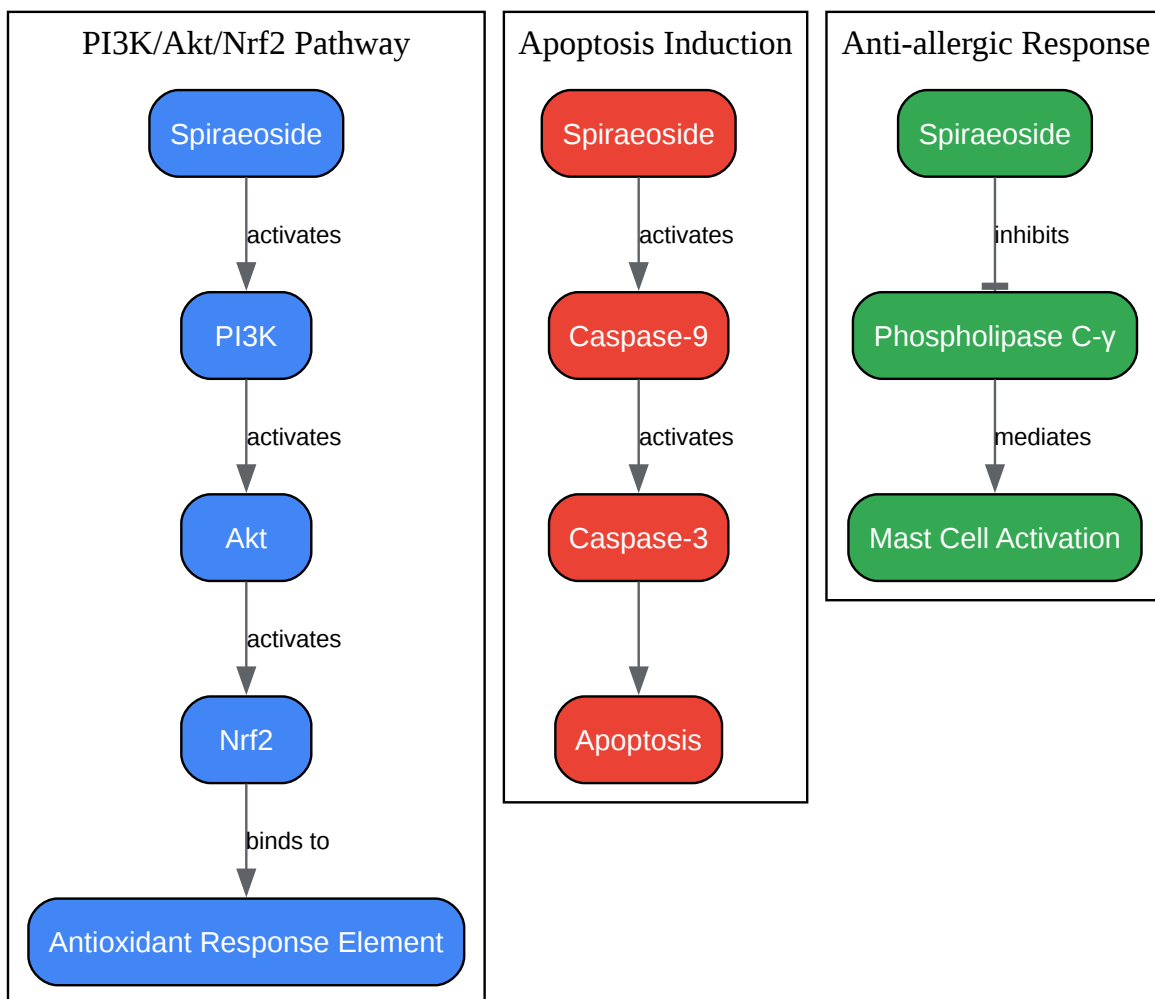 PI3K/Akt/Nrf2 Pathway
Spiraeoside
activates
PI3K
activates
Akt
activates
Nrf2
binds to
Antioxidant Response Element
Apoptosis Induction
Spiraeoside
activates
Caspase-9
activates
Caspase-3
Apoptosis
Anti-allergic Response
Spiraeoside
inhibits
Phospholipase C-γ
mediates
Mast Cell Activation